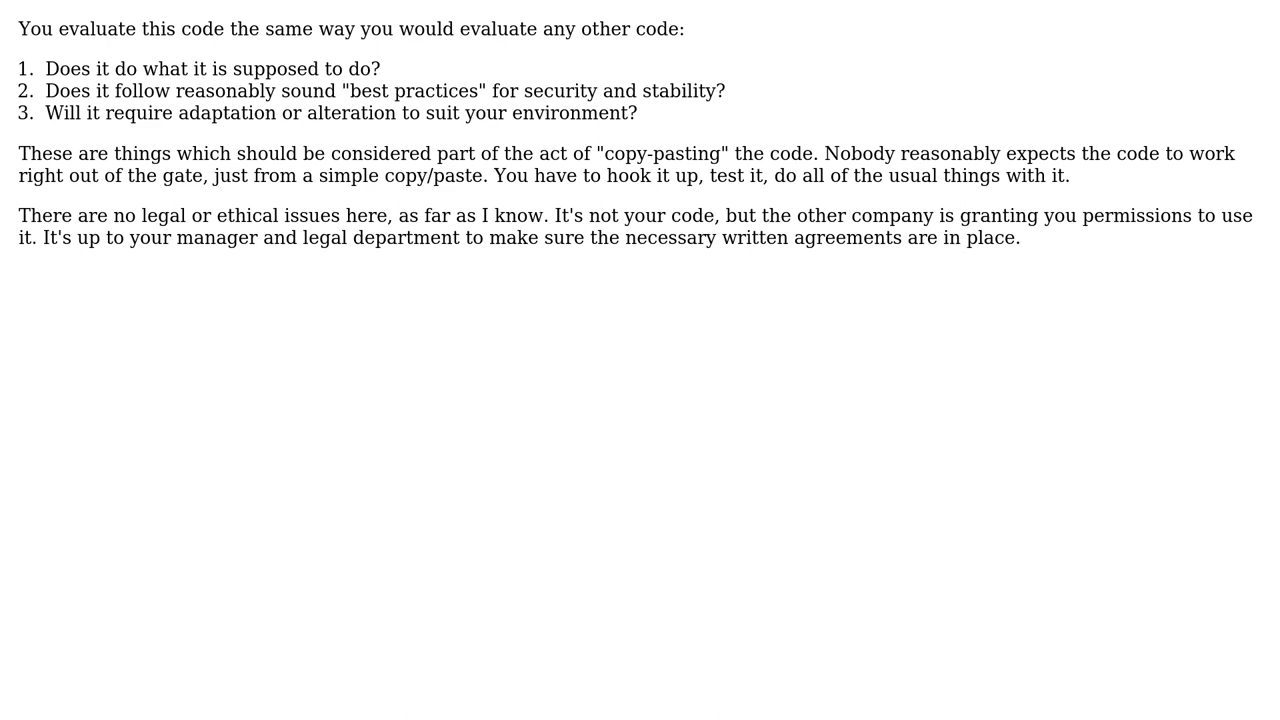 You evaluate this code the same way you would evaluate any other code:
1. Does it do what it is supposed to do?
2. Does it follow reasonably sound "best practices" for security and stability?
3. Will it require adaptation or alteration to suit your environment?
These are things which should be considered part of the act of "copy-pasting" the code. Nobody reasonably expects the code to work
right out of the gate, just from a simple copy/paste. You have to hook it up, test it, do all of the usual things with it.
There are no legal or ethical issues here, as far as I know. It's not your code, but the other company is granting you permissions to use
it. It's up to your manager and legal department to make sure the necessary written agreements are in place.